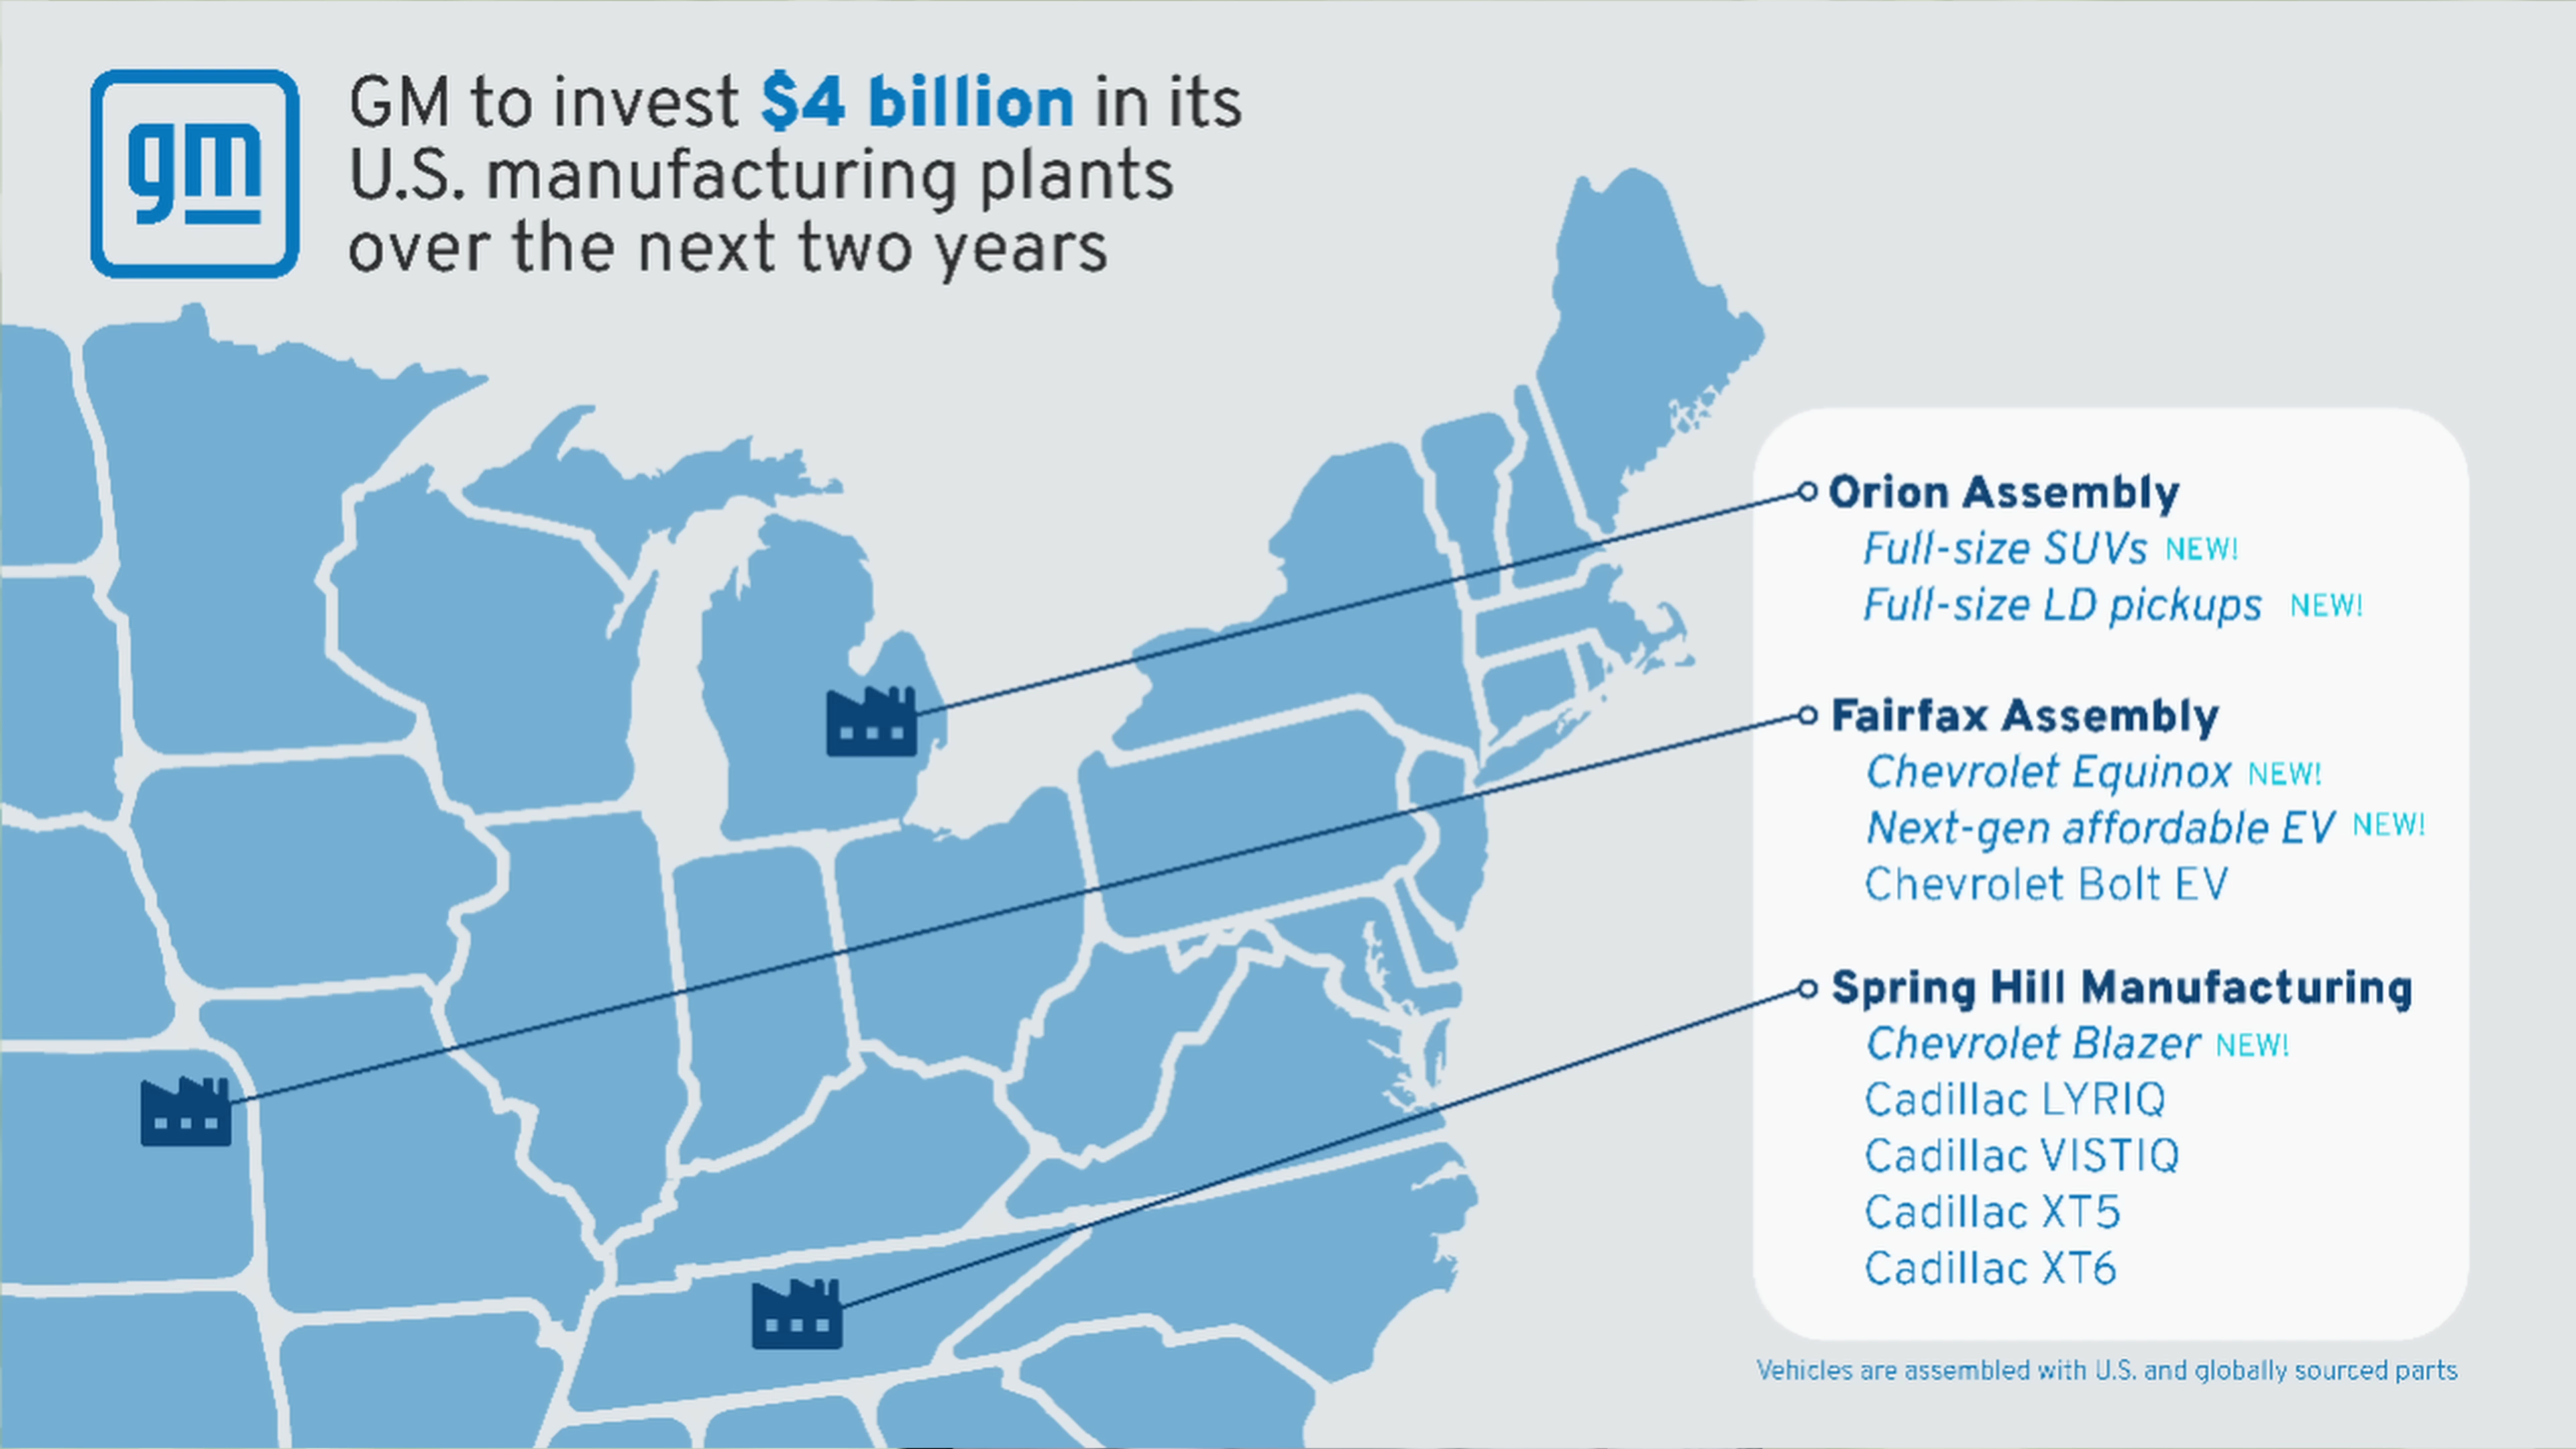 gm
GM to invest $4 billion in its
U.S. manufacturing plants
over the next two years
Orion Assembly
Full-size SUVs NEW!
Full-size LD pickups NEW!
Fairfax Assembly
Chevrolet Equinox NEW!
Next-gen affordable EV NEW!
Chevrolet Bolt EV
Spring Hill Manufacturing
Chevrolet Blazer NEW!
Cadillac LYRIQ
Cadillac VISTIQ
Cadillac XT5
Cadillac XT6
Vehicles are assembled with U.S. and globally sourced parts